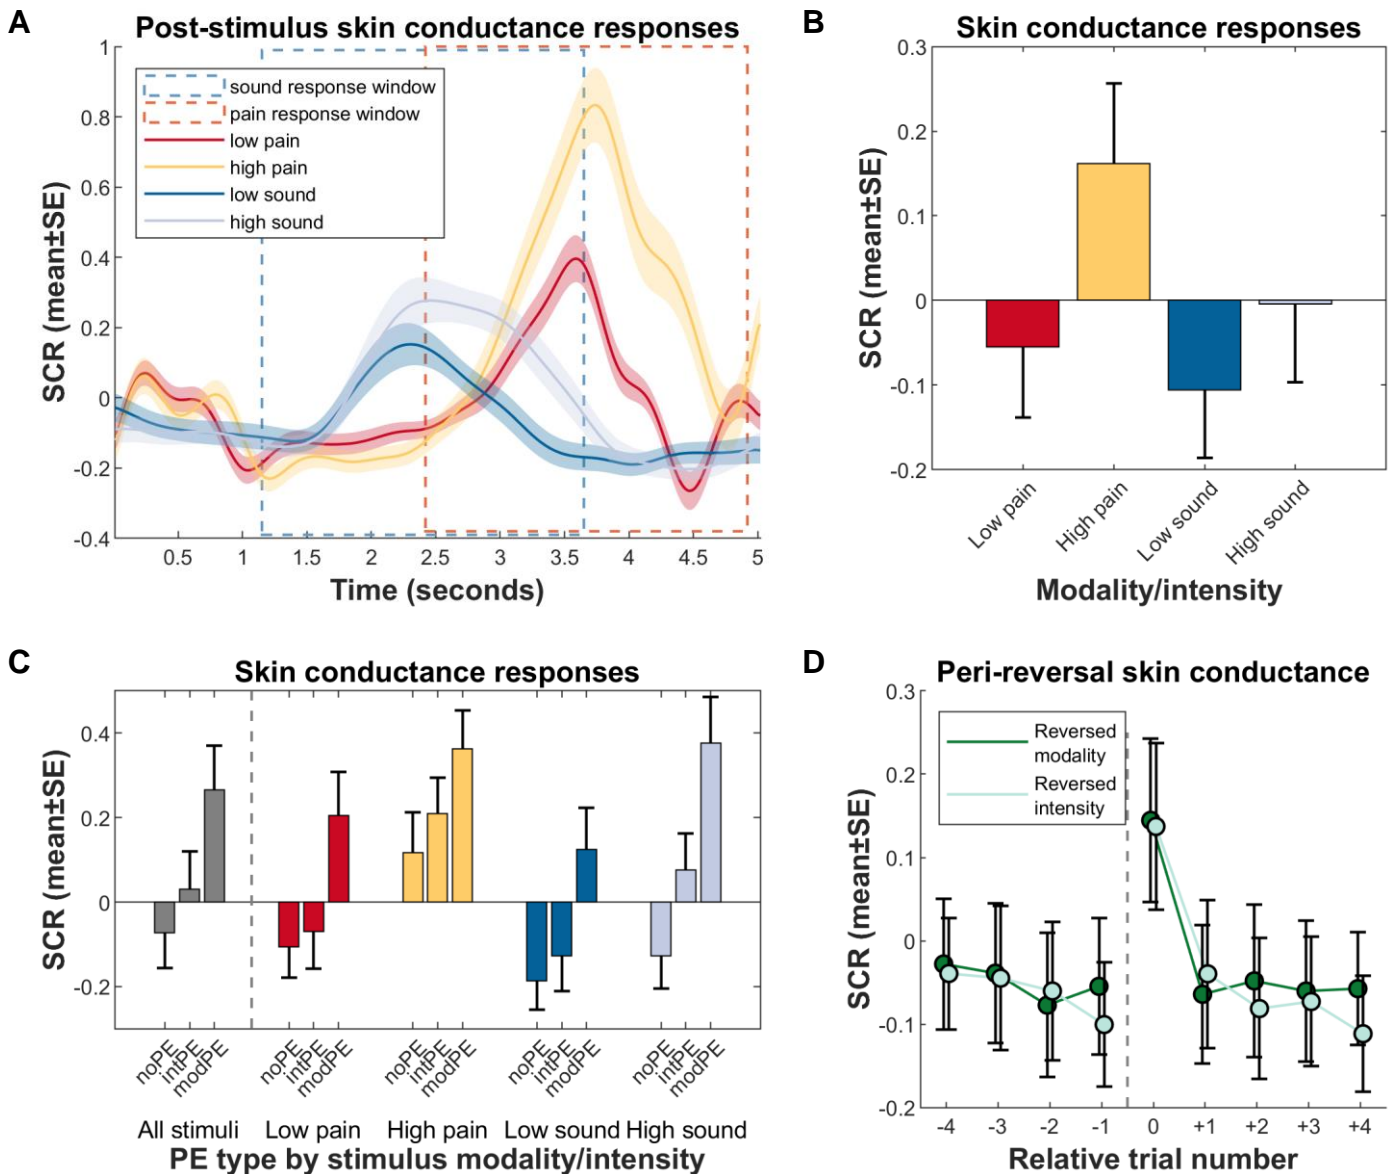 A
Post-stimulus skin conductance responses
1
0.8
0.6
0.4
0.2
0
-0.2
-0.4
SCR (mean±SE)
sound response window
pain response window
low pain
high pain
low sound
high sound
0.5 1 1.5 2 2.5 3 3.5 4 4.5 5
Time (seconds)
B
Skin conductance responses
0.3
0.2
0.1
0
-0.1
-0.2
SCR (mean±SE)
Low pain High pain Low sound High sound
Modality/intensity
C
Skin conductance responses
0.4
0.2
0
-0.2
SCR (mean±SE)
noPE intPE modPE noPE intPE modPE noPE intPE modPE noPE intPE modPE noPE intPE modPE
All stimuli Low pain High pain Low sound High sound
PE type by stimulus modality/intensity
D
Peri-reversal skin conductance
0.3
0.2
0.1
0
-0.1
-0.2
SCR (mean±SE)
Reversed
modality
Reversed
intensity
-4 -3 -2 -1 0 +1 +2 +3 +4
Relative trial number